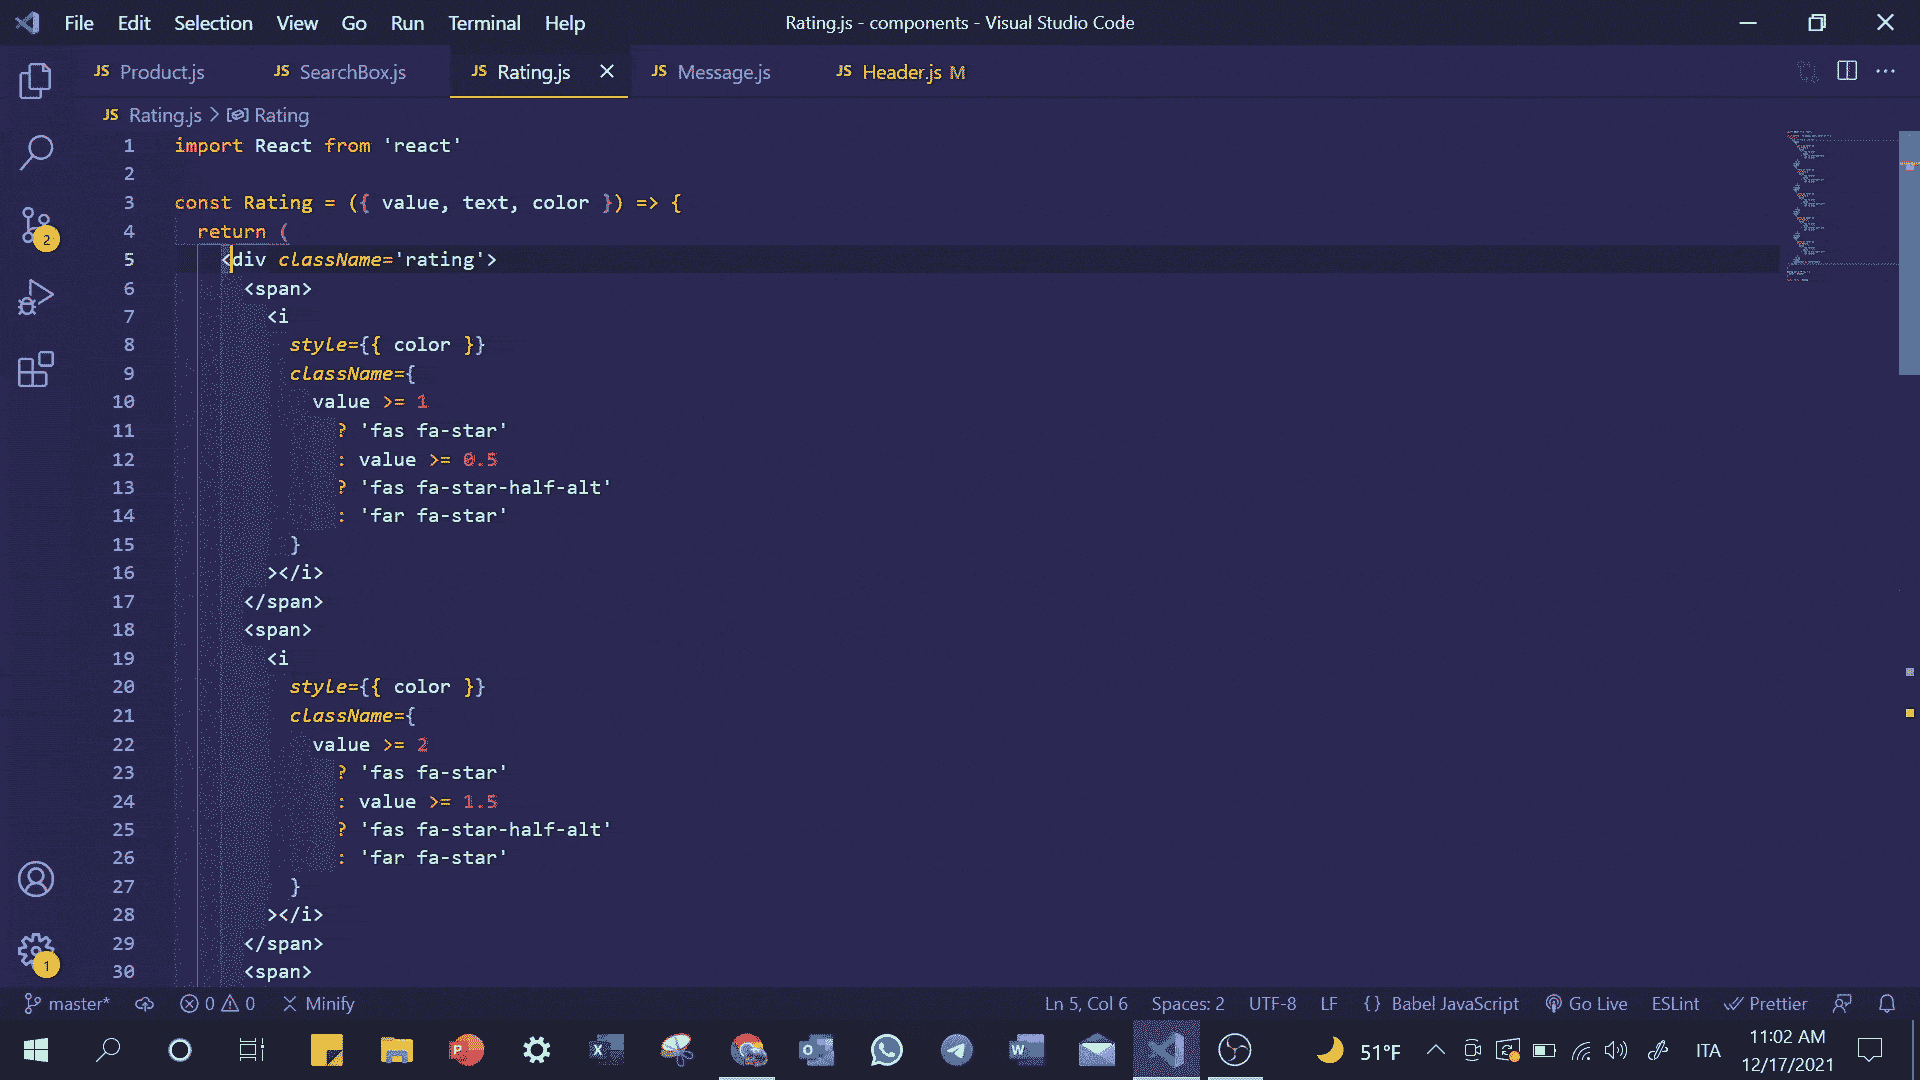 File Edit Selection View Go Run Terminal Help Rating.js - components - Visual Studio Code
JS Product.js JS SearchBox.js JS Rating.js JS Message.js JS Header.js M
JS Rating.js > Rating
1 import React from 'react'
2
3 const Rating = ({ value, text, color }) => {
4 return (
5 <div className='rating'>
6 <span>
7 <i
8 style={{ color }}
9 className={
10 value >= 1
11 ? 'fas fa-star'
12 : value >= 0.5
13 ? 'fas fa-star-half-alt'
14 : 'far fa-star'
15 }
16 ></i>
17 </span>
18 <span>
19 <i
20 style={{ color }}
21 className={
22 value >= 2
23 ? 'fas fa-star'
24 : value >= 1.5
25 ? 'fas fa-star-half-alt'
26 : 'far fa-star'
27 }
28 ></i>
29 </span>
30 <span>
2
1
master* 0 0 Minify Ln 5, Col 6 Spaces: 2 UTF-8 LF {} Babel JavaScript Go Live ESLint Prettier
P X O W 51°F ITA 11:02 AM
12/17/2021